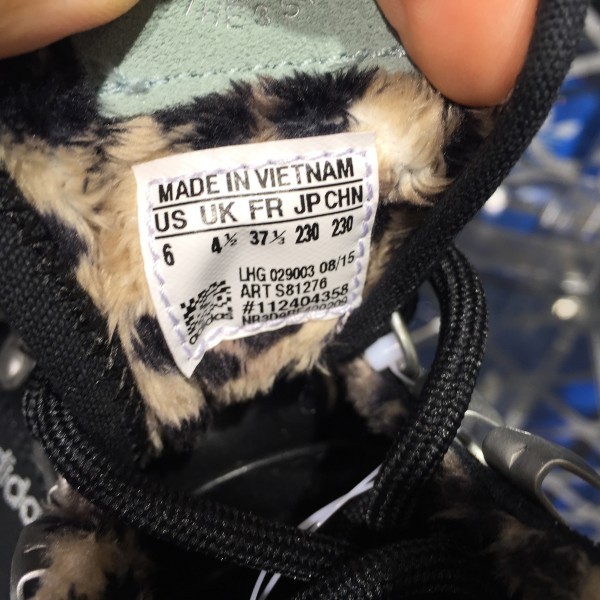 MADE IN VIETNAM
US UK FR JP CHN
6 4½ 37⅓ 230 230
LHG 029003 08/15
ART S81276
#112404358
adidas